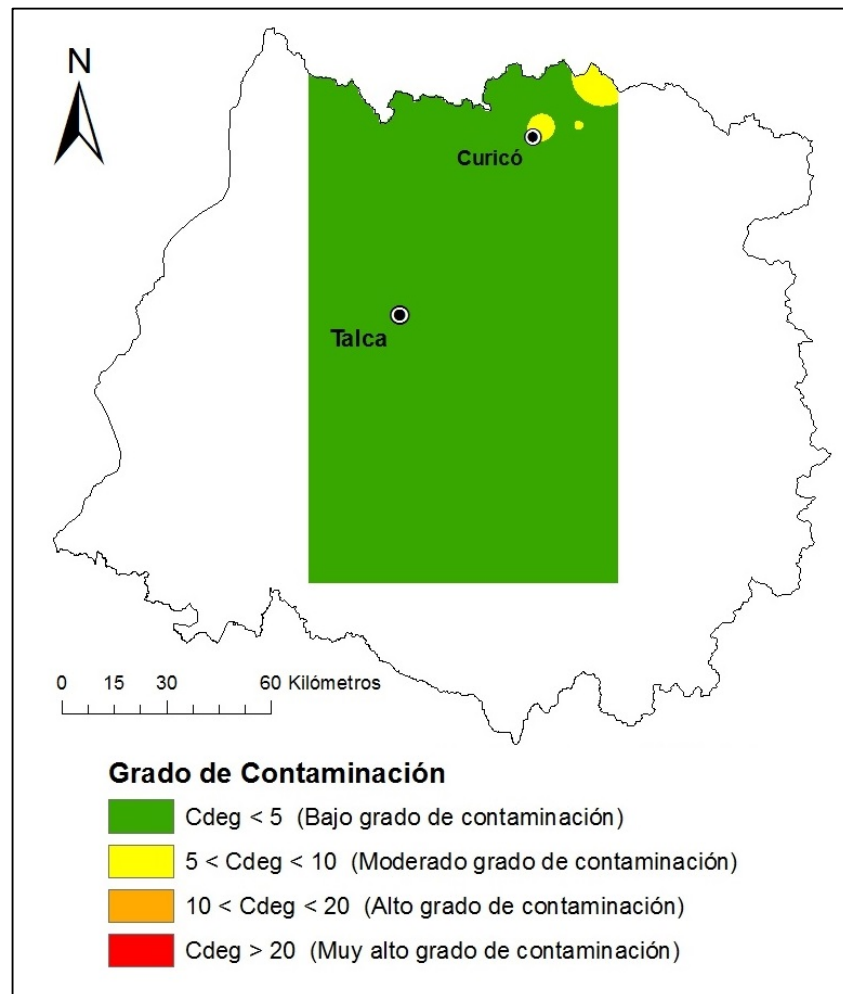 N
Curicó
Talca
0 15 30 60 Kilómetros
Grado de Contaminación
Cdeg < 5 (Bajo grado de contaminación)
5 < Cdeg < 10 (Moderado grado de contaminación)
10 < Cdeg < 20 (Alto grado de contaminación)
Cdeg > 20 (Muy alto grado de contaminación)